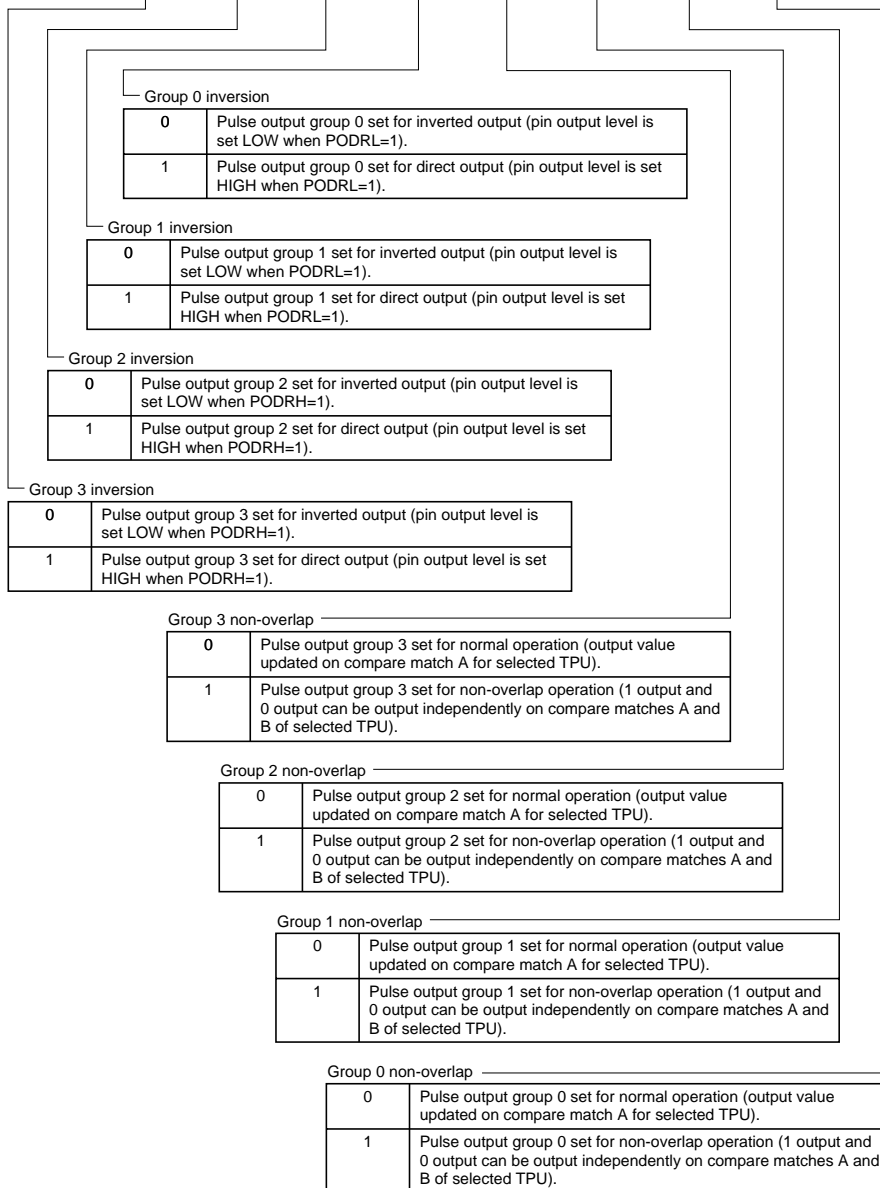 Group 0 inversion
0 Pulse output group 0 set for inverted output (pin output level is
set LOW when PODRL=1).
1 Pulse output group 0 set for direct output (pin output level is set
HIGH when PODRL=1).
Group 1 inversion
0 Pulse output group 1 set for inverted output (pin output level is
set LOW when PODRL=1).
1 Pulse output group 1 set for direct output (pin output level is set
HIGH when PODRL=1).
Group 2 inversion
0 Pulse output group 2 set for inverted output (pin output level is
set LOW when PODRH=1).
1 Pulse output group 2 set for direct output (pin output level is set
HIGH when PODRH=1).
Group 3 inversion
0 Pulse output group 3 set for inverted output (pin output level is
set LOW when PODRH=1).
1 Pulse output group 3 set for direct output (pin output level is set
HIGH when PODRH=1).
Group 3 non-overlap
0 Pulse output group 3 set for normal operation (output value
updated on compare match A for selected TPU).
1 Pulse output group 3 set for non-overlap operation (1 output and
0 output can be output independently on compare matches A and
B of selected TPU).
Group 2 non-overlap
0 Pulse output group 2 set for normal operation (output value
updated on compare match A for selected TPU).
1 Pulse output group 2 set for non-overlap operation (1 output and
0 output can be output independently on compare matches A and
B of selected TPU).
Group 1 non-overlap
0 Pulse output group 1 set for normal operation (output value
updated on compare match A for selected TPU).
1 Pulse output group 1 set for non-overlap operation (1 output and
0 output can be output independently on compare matches A and
B of selected TPU).
Group 0 non-overlap
0 Pulse output group 0 set for normal operation (output value
updated on compare match A for selected TPU).
1 Pulse output group 0 set for non-overlap operation (1 output and
0 output can be output independently on compare matches A and
B of selected TPU).